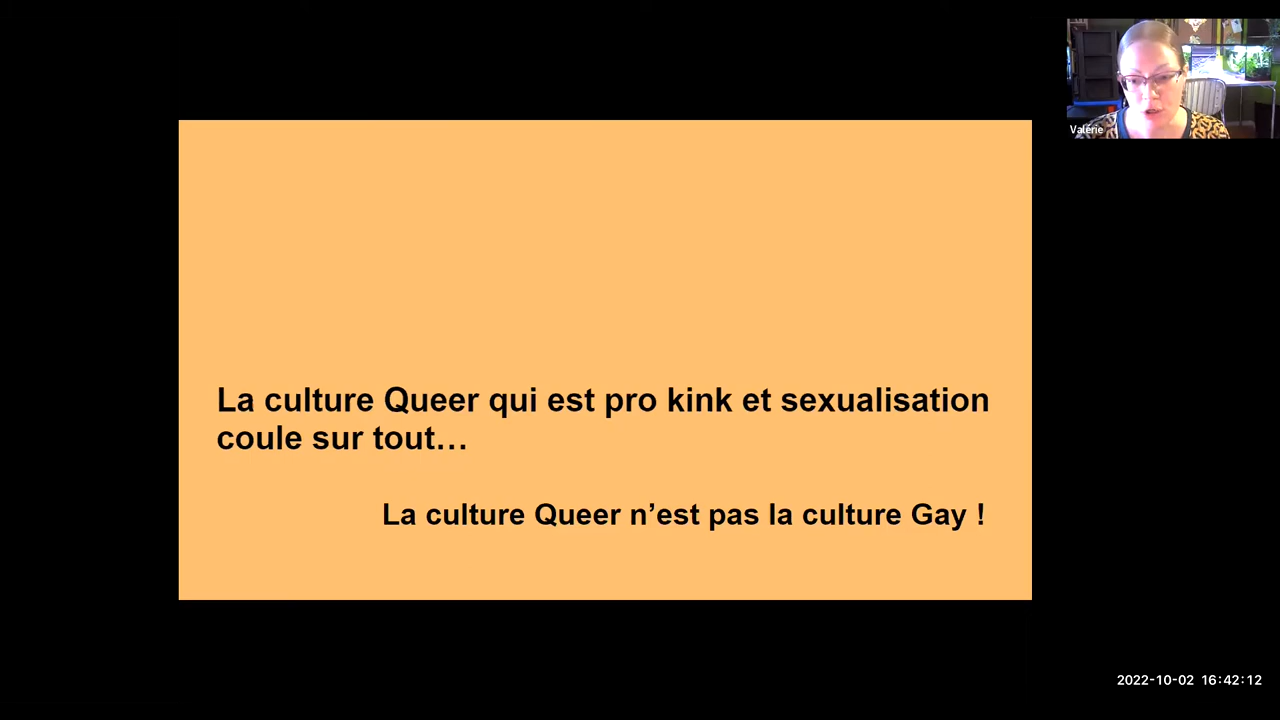 Valérie
La culture Queer qui est pro kink et sexualisation
coule sur tout…
La culture Queer n’est pas la culture Gay !
2022-10-02 16:42:12